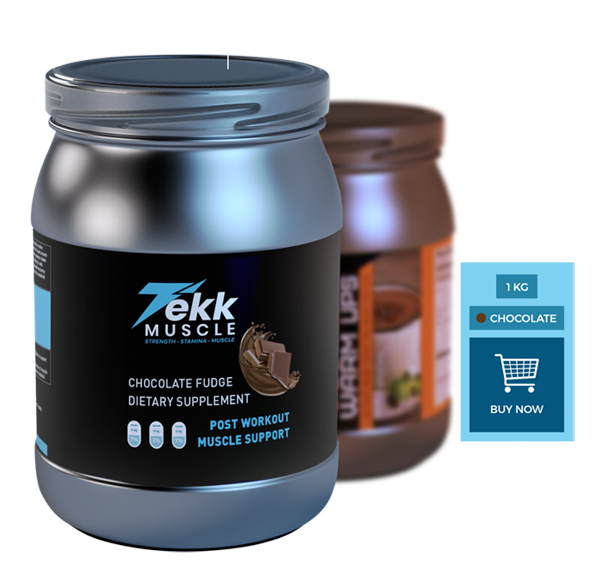 Tekk
MUSCLE
STRENGTH - STAMINA - MUSCLE
CHOCOLATE FUDGE
DIETARY SUPPLEMENT
POST WORKOUT
MUSCLE SUPPORT
WARM UPS
1 KG
CHOCOLATE
BUY NOW